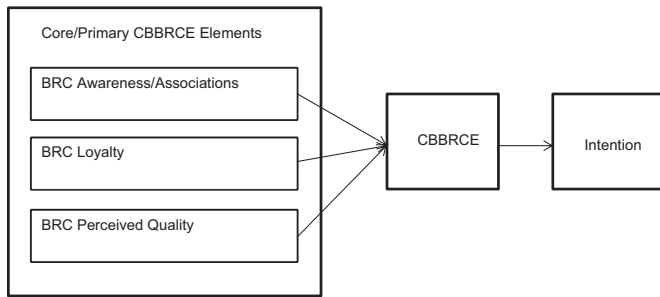 Core/Primary CBBRCE Elements
BRC Awareness/Associations
BRC Loyalty
BRC Perceived Quality
CBBRCE
Intention